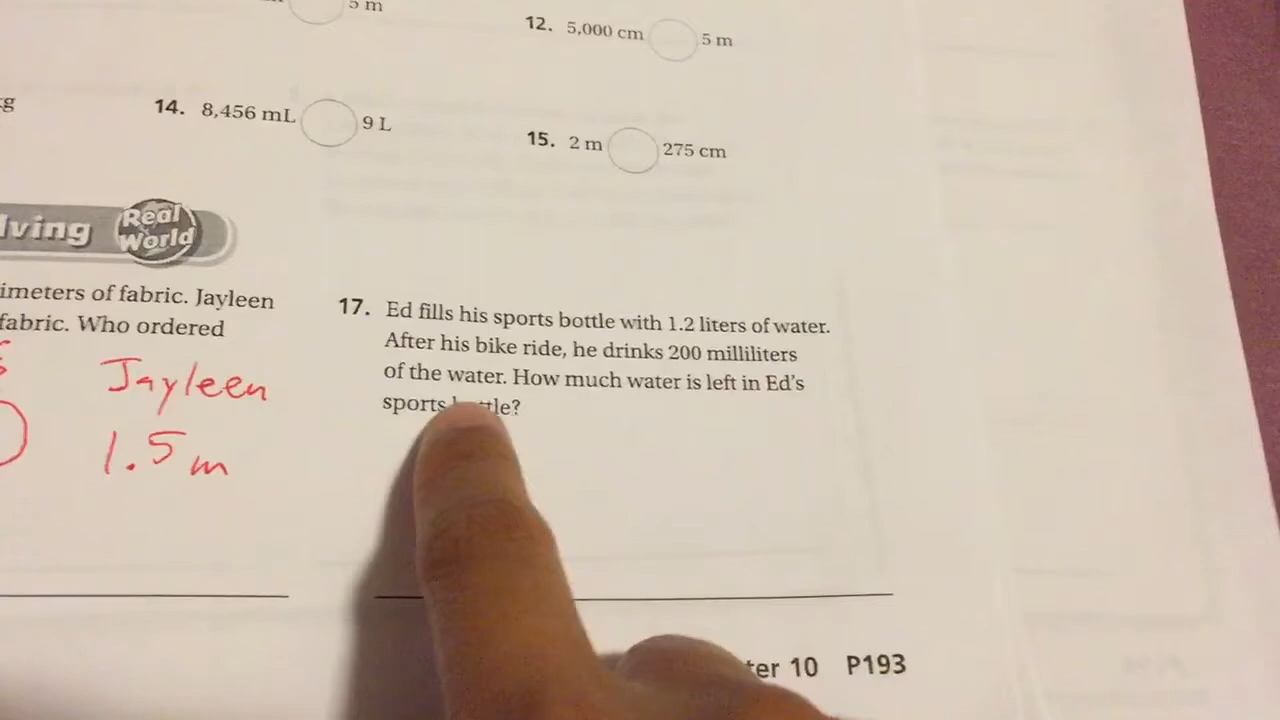 5 m
12. 5,000 cm 5 m
g
14. 8,456 mL 9 L
15. 2 m 275 cm
lving Real World
imeters of fabric. Jayleen
fabric. Who ordered
Jayleen
1.5 m
17. Ed fills his sports bottle with 1.2 liters of water.
After his bike ride, he drinks 200 milliliters
of the water. How much water is left in Ed's
sports
ter 10 P193